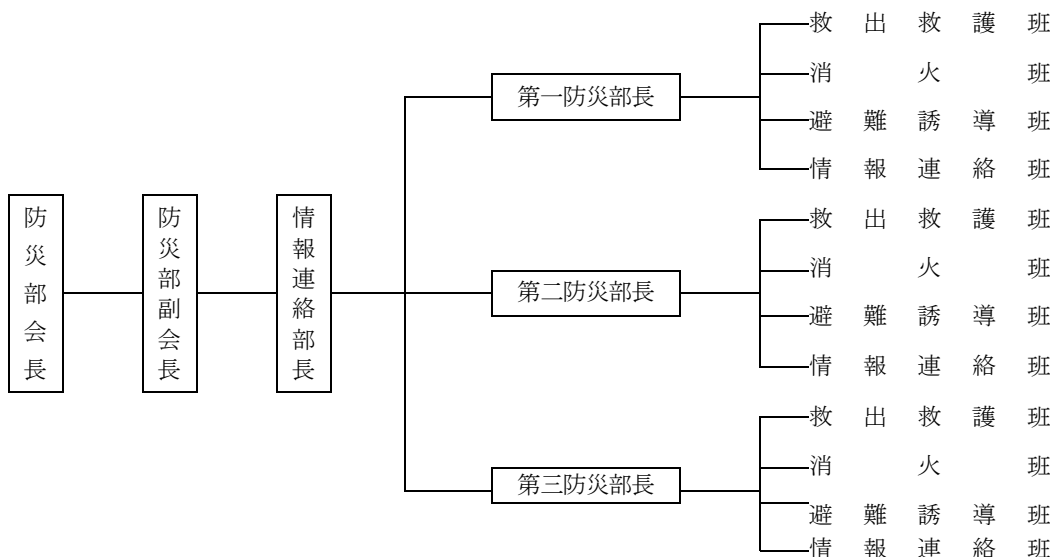 防災部会長
防災部副会長
情報連絡部長
第一防災部長
救出救護班
消火班
避難誘導班
情報連絡班
第二防災部長
救出救護班
消火班
避難誘導班
情報連絡班
第三防災部長
救出救護班
消火班
避難誘導班
情報連絡班